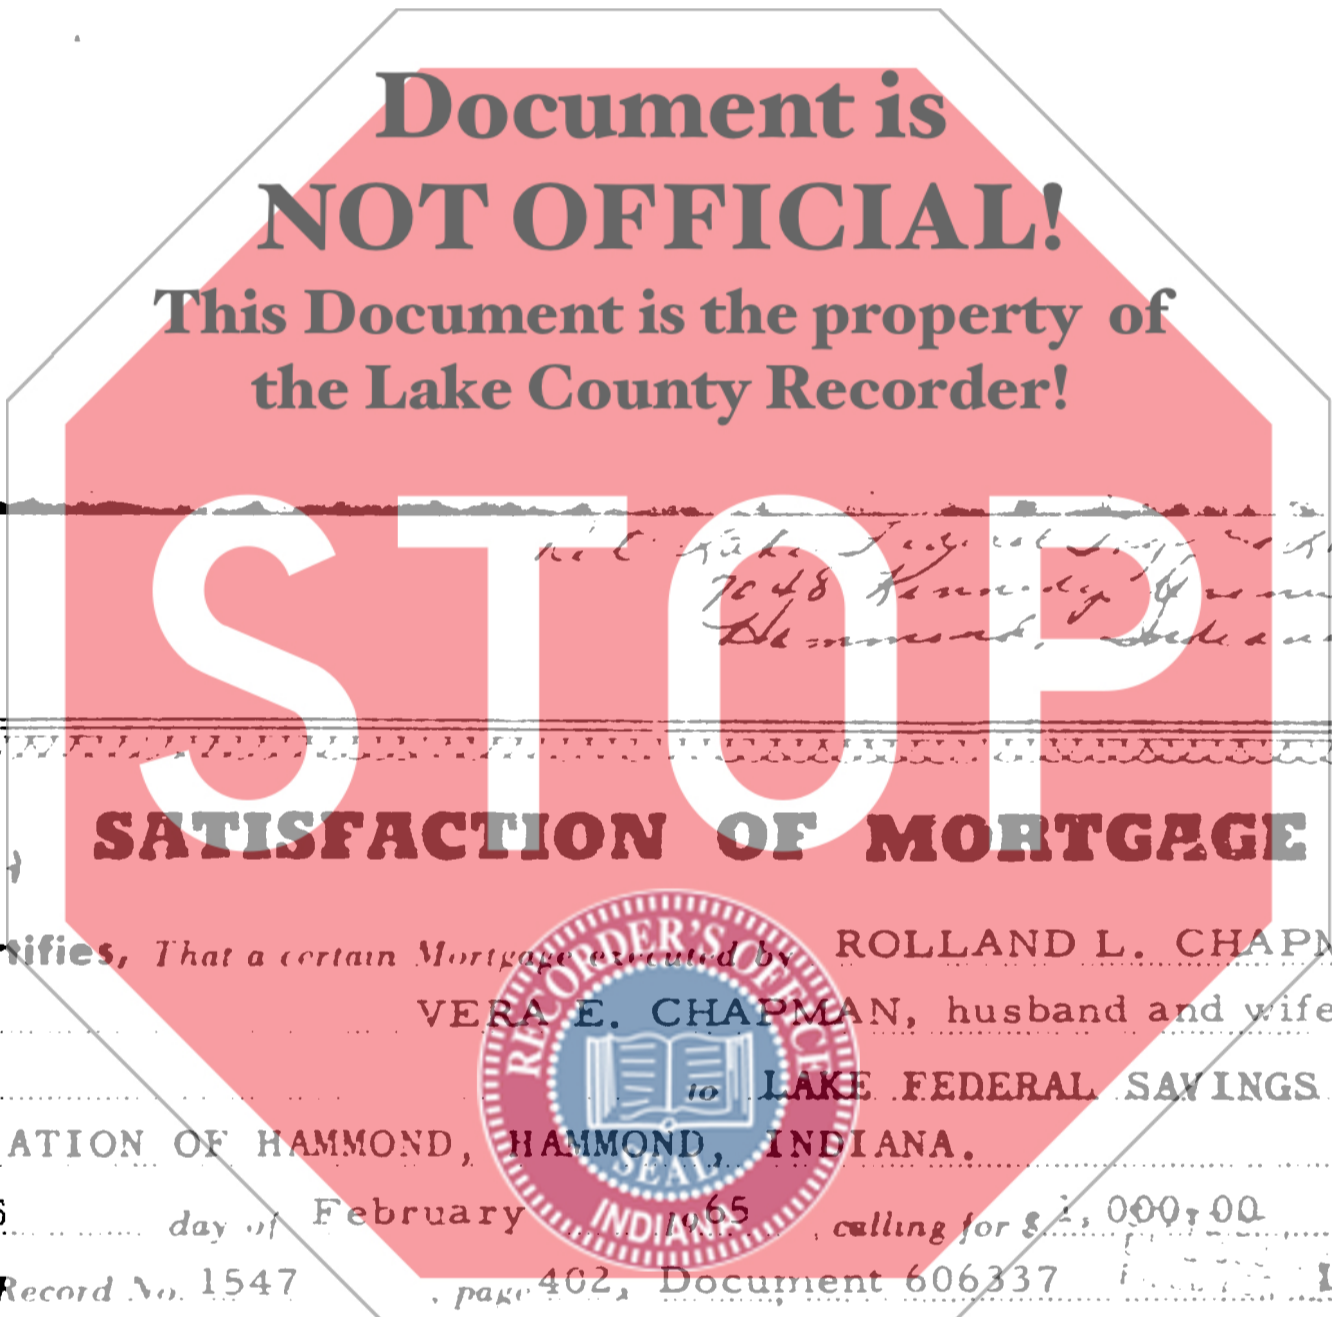 Document is
NOT OFFICIAL!
This Document is the property of
the Lake County Recorder!
STOP
7048 Kennedy
Hammond, Indiana
SATISFACTION OF MORTGAGE
tifies, That a certain Mortgage executed by ROLLAND L. CHAPM
VERA E. CHAPMAN, husband and wife
to LAKE FEDERAL SAVINGS
ATION OF HAMMOND, HAMMOND, INDIANA.
day of February 1965, calling for $ 000.00
Record No. 1547, page 402, Document 606337
RECORDER'S OFFICE
SEAL
INDIANA